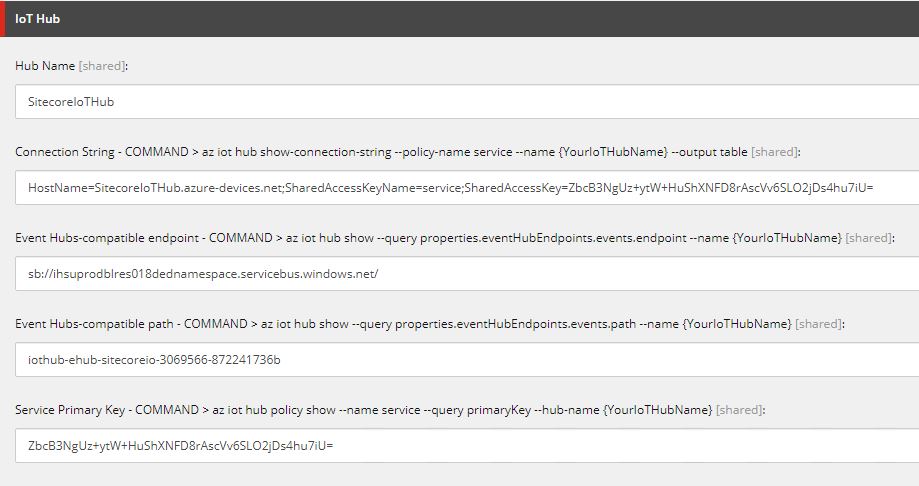 IoT Hub
Hub Name [shared]:
SitecoreIoTHub
Connection String - COMMAND > az iot hub show-connection-string --policy-name service --name {YourIoTHubName} --output table [shared]:
HostName=SitecoreIoTHub.azure-devices.net;SharedAccessKeyName=service;SharedAccessKey=ZbcB3NgUz+ytW+HuShXNFD8rAscVv6SLO2jDs4hu7iU=
Event Hubs-compatible endpoint - COMMAND > az iot hub show --query properties.eventHubEndpoints.events.endpoint --name {YourIoTHubName} [shared]:
sb://ihsuprodblres018dednamespace.servicebus.windows.net/
Event Hubs-compatible path - COMMAND > az iot hub show --query properties.eventHubEndpoints.events.path --name {YourIoTHubName} [shared]:
iothub-ehub-sitecoreio-3069566-872241736b
Service Primary Key - COMMAND > az iot hub policy show --name service --query primaryKey --hub-name {YourIoTHubName} [shared]:
ZbcB3NgUz+ytW+HuShXNFD8rAscVv6SLO2jDs4hu7iU=